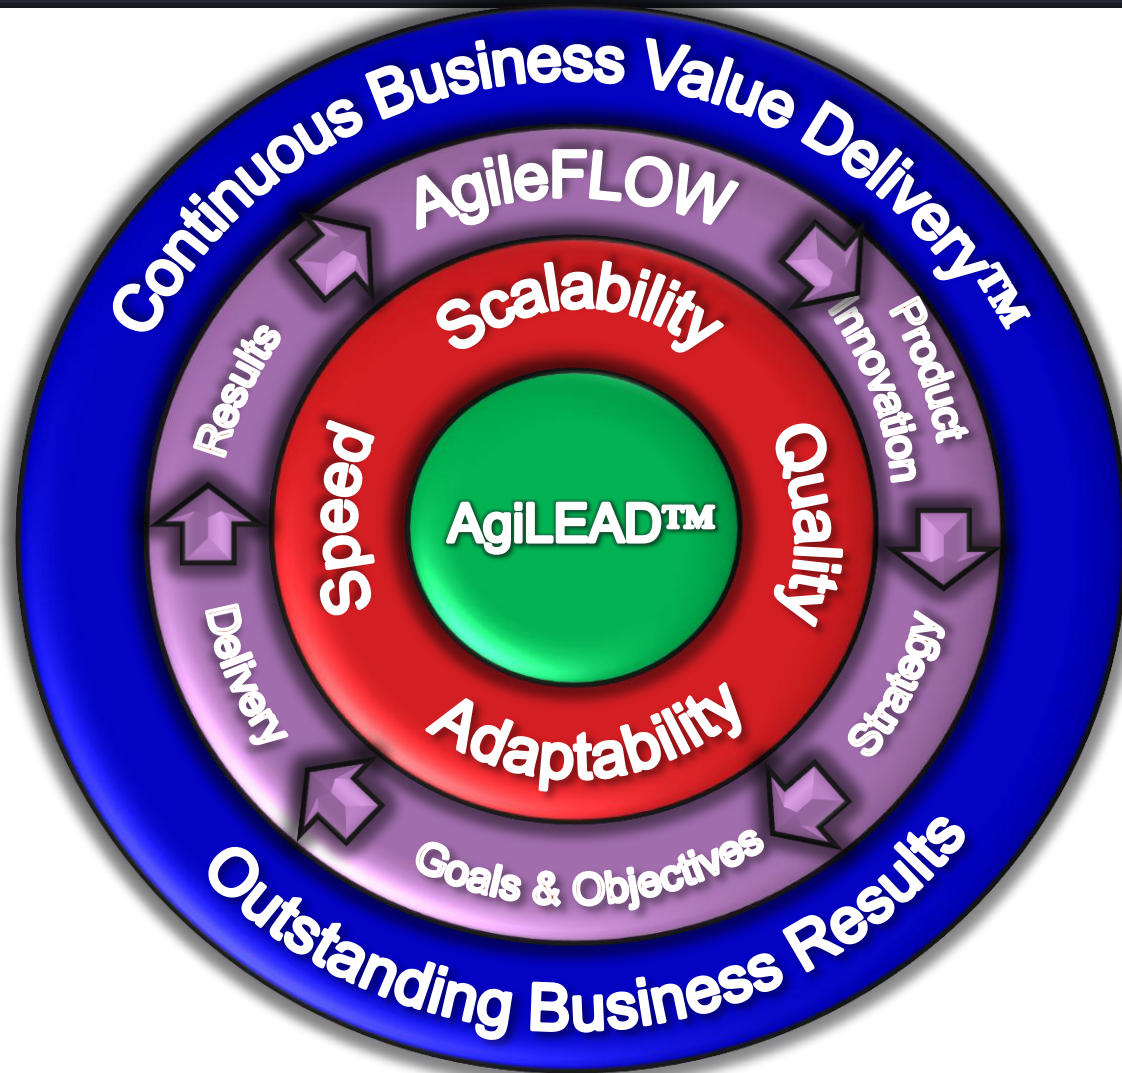 Continuous Business Value Delivery™
AgileFLOW
Product
Innovation
Strategy
Goals & Objectives
Delivery
Results
Scalability
Quality
Adaptability
Speed
AgiLEAD™
Outstanding Business Results